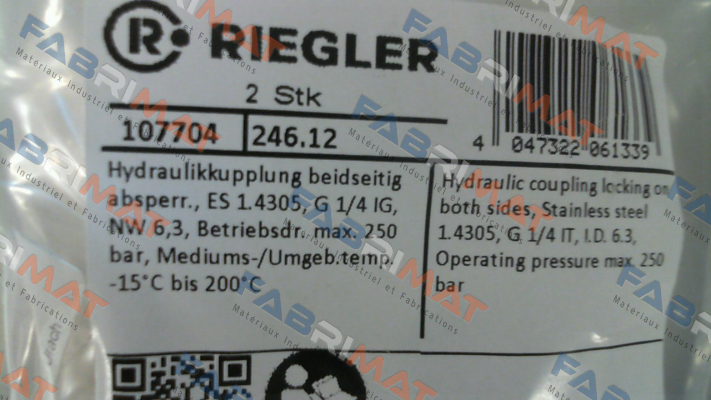 RIEGLER
2 Stk
107704 246.12
4 047322 061339
Hydraulikkupplung beidseitig
absperr., ES 1.4305, G 1/4 IG,
NW 6,3, Betriebsdr. max. 250
bar, Mediums-/Umgeb.temp.
-15°C bis 200°C
Hydraulic coupling locking on
both sides, Stainless steel
1.4305, G 1/4 IT, I.D. 6.3,
Operating pressure max. 250
bar
FABRIMAT
Materiaux Industriel et Fabrications